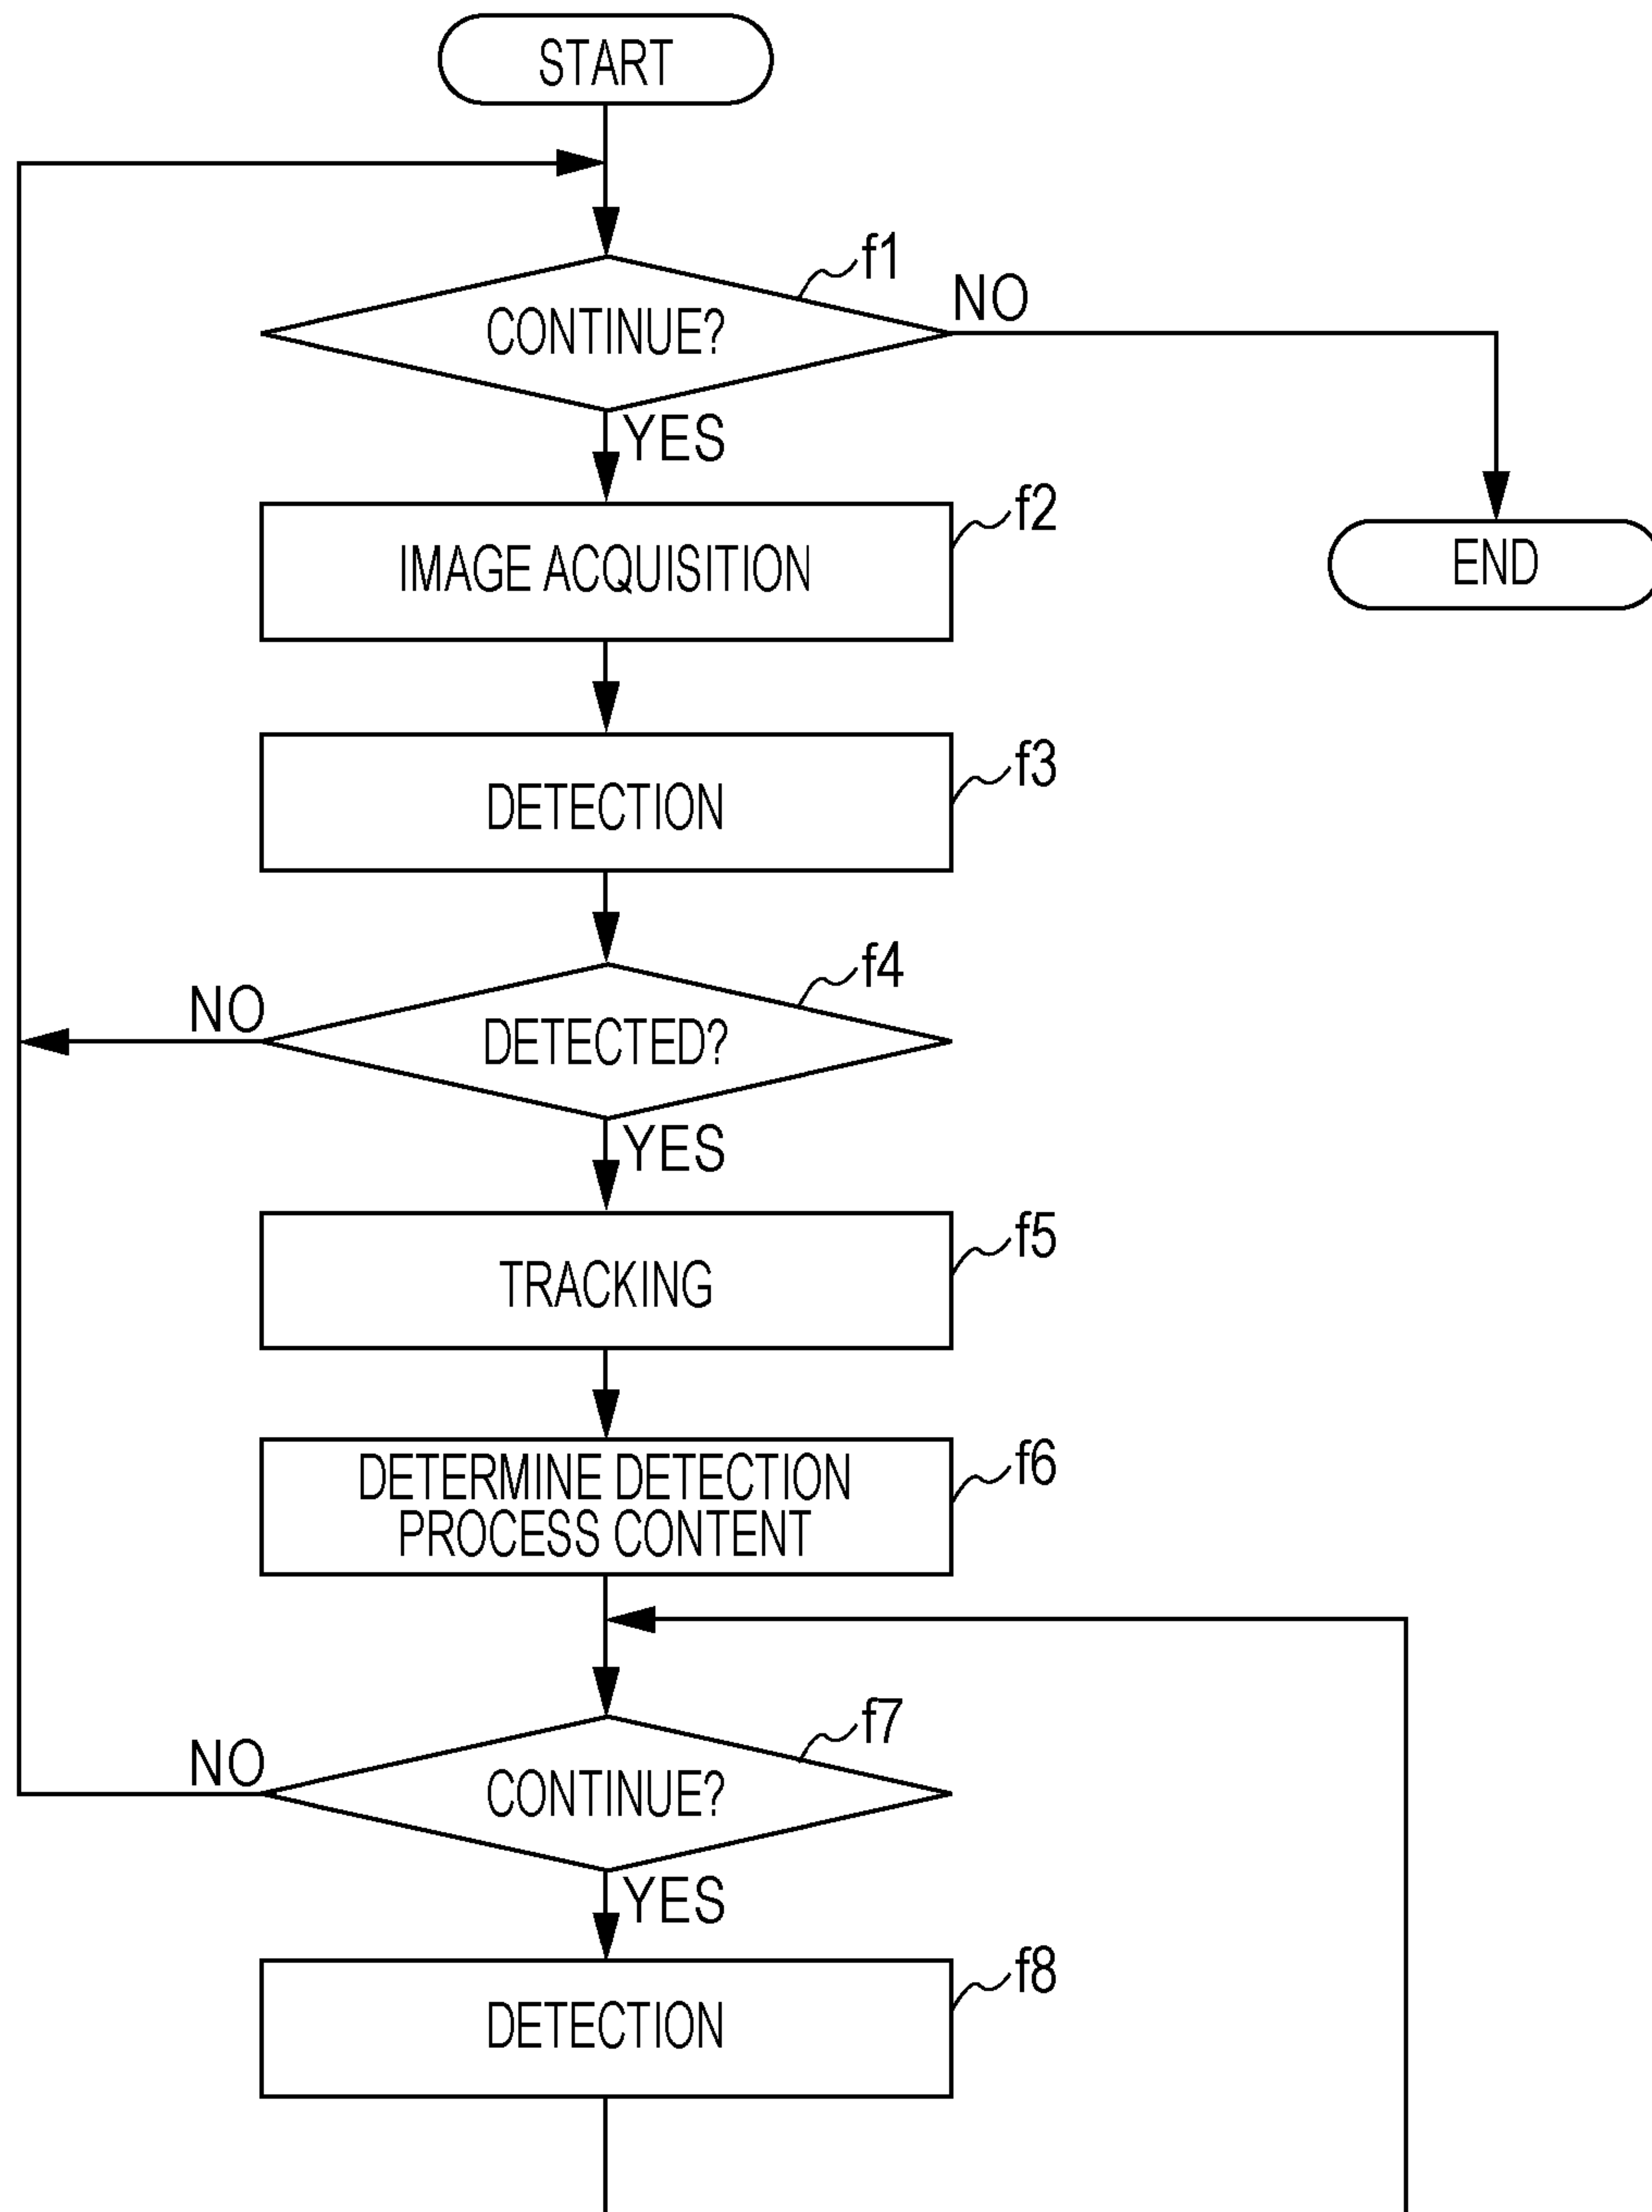 START
f1
CONTINUE?
NO
YES
f2
IMAGE ACQUISITION
END
f3
DETECTION
f4
NO
DETECTED?
YES
f5
TRACKING
f6
DETERMINE DETECTION
PROCESS CONTENT
f7
NO
CONTINUE?
YES
f8
DETECTION